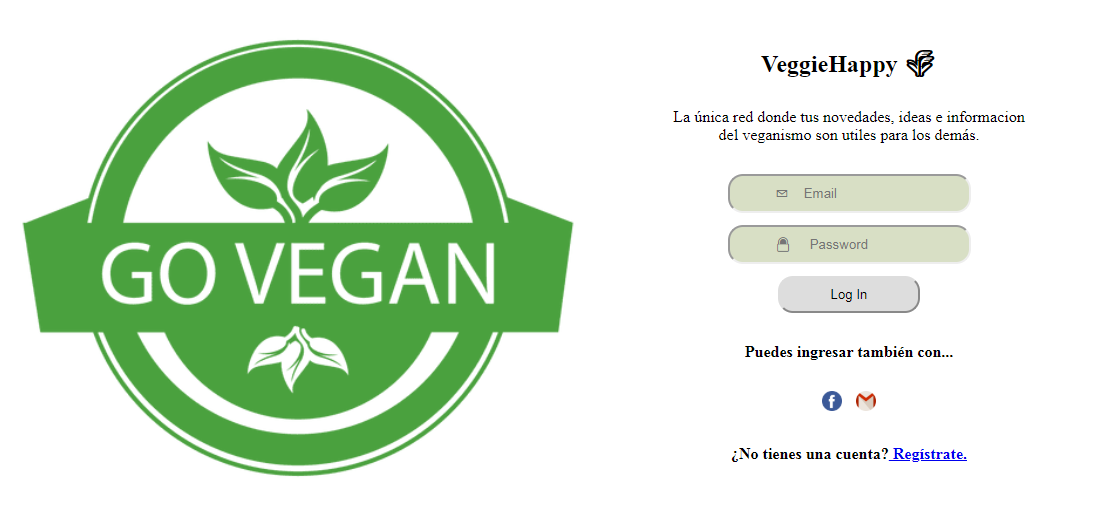 GO VEGAN
VeggieHappy
La única red donde tus novedades, ideas e informacion
del veganismo son utiles para los demás.
Email
Password
Log In
Puedes ingresar también con...
f
¿No tienes una cuenta? Regístrate.